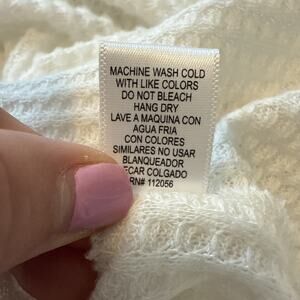 MACHINE WASH COLD
WITH LIKE COLORS
DO NOT BLEACH
HANG DRY
LAVE A MAQUINA CON
AGUA FRIA
CON COLORES
SIMILARES NO USAR
BLANQUEADOR
ECAR COLGADO
RN# 112056